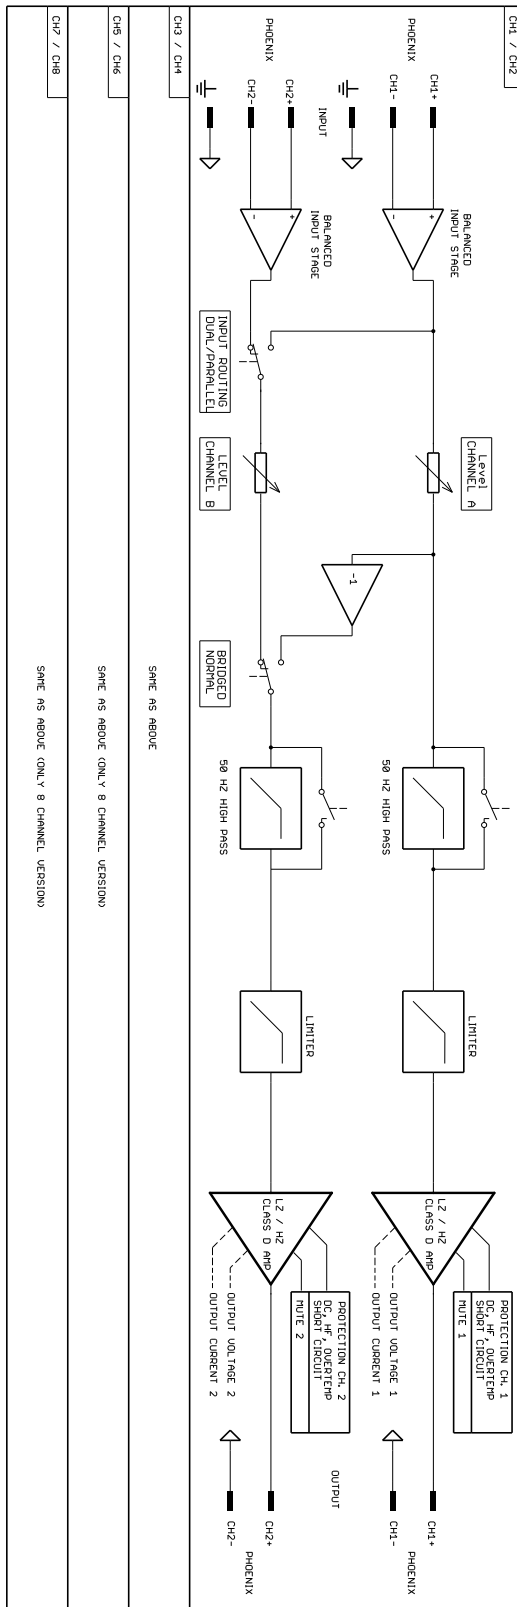 CH1 / CH2
PHOENIX
CH1+
CH1-
BALANCED
INPUT STAGE
Level
CHANNEL A
50 HZ HIGH PASS
LIMITER
LZ / HZ
CLASS D AMP
PROTECTION CH. 1
DC, HF, OVERTEMP
SHORT CIRCUIT
MUTE 1
OUTPUT VOLTAGE 1
OUTPUT CURRENT 1
CH1+
CH1-
PHOENIX
INPUT
-1
OUTPUT
PHOENIX
CH2+
CH2-
+
-
+
-
BALANCED
INPUT STAGE
INPUT ROUTING
DUAL/PARALLEL
LEVEL
CHANNEL B
BRIDGED
NORMAL
50 HZ HIGH PASS
LIMITER
LZ / HZ
CLASS D AMP
PROTECTION CH. 2
DC, HF, OVERTEMP
SHORT CIRCUIT
MUTE 2
OUTPUT VOLTAGE 2
OUTPUT CURRENT 2
CH2+
CH2-
PHOENIX
CH3 / CH4
SAME AS ABOVE
CH5 / CH6
SAME AS ABOVE (ONLY 8 CHANNEL VERSION)
CH7 / CH8
SAME AS ABOVE (ONLY 8 CHANNEL VERSION)